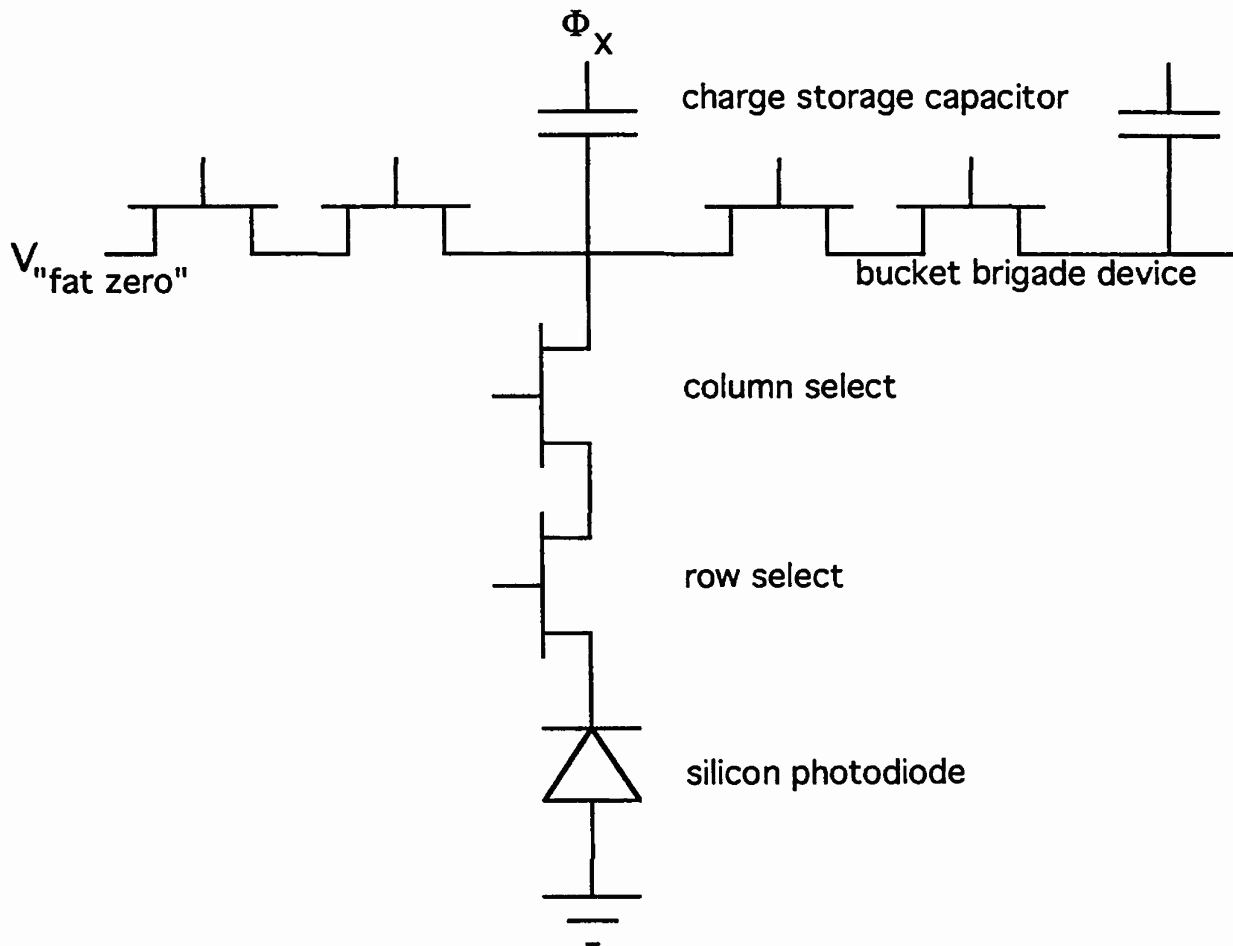 Φx
charge storage capacitor
V"fat zero"
bucket brigade device
column select
row select
silicon photodiode